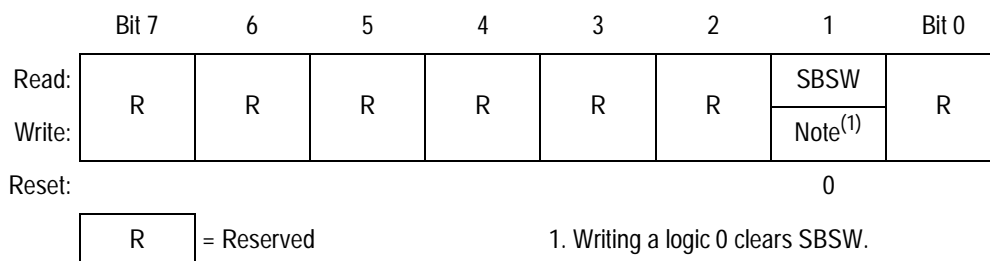 Bit 7 6 5 4 3 2 1 Bit 0
Read: SBSW
R R R R R R R
Write: Note(1)
Reset: 0
R = Reserved 1. Writing a logic 0 clears SBSW.